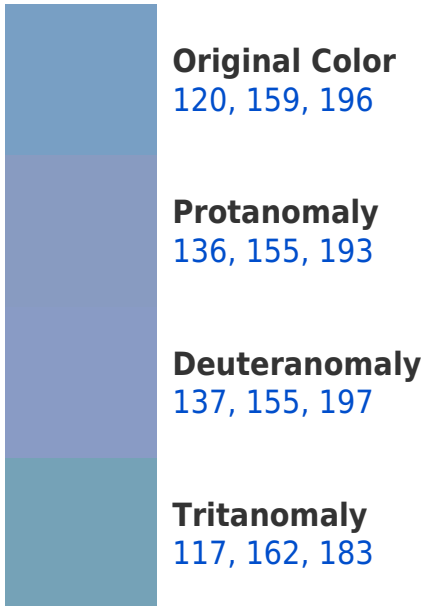 Original Color
120, 159, 196
Protanomaly
136, 155, 193
Deuteranomaly
137, 155, 197
Tritanomaly
117, 162, 183